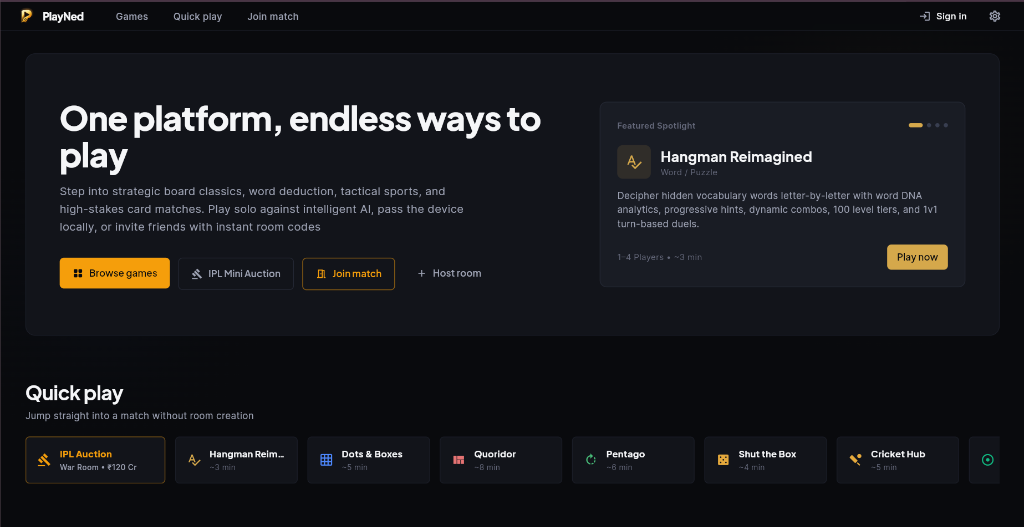 PlayNed
Games
Quick play
Join match
Sign in
One platform, endless ways to
play
Step into strategic board classics, word deduction, tactical sports, and
high-stakes card matches. Play solo against intelligent AI, pass the device
locally, or invite friends with instant room codes
Browse games
IPL Mini Auction
Join match
+ Host room
Featured Spotlight
Hangman Reimagined
Word / Puzzle
Decipher hidden vocabulary words letter-by-letter with word DNA
analytics, progressive hints, dynamic combos, 100 level tiers, and 1v1
turn-based duels.
1–4 Players • ~3 min
Play now
Quick play
Jump straight into a match without room creation
IPL Auction
War Room • ₹120 Cr
Hangman Reim...
~3 min
Dots & Boxes
~5 min
Quoridor
~8 min
Pentago
~6 min
Shut the Box
~4 min
Cricket Hub
~5 min